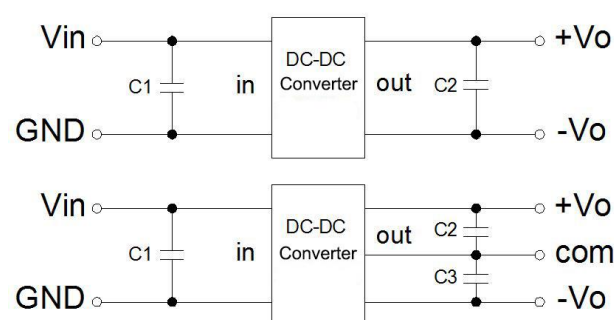 Vin
DC-DC
+Vo
C1
in
Converter
out
C2
GND
-Vo
Vin
DC-DC
+Vo
out
C2
C1
in
Converter
com
C3
GND
-Vo